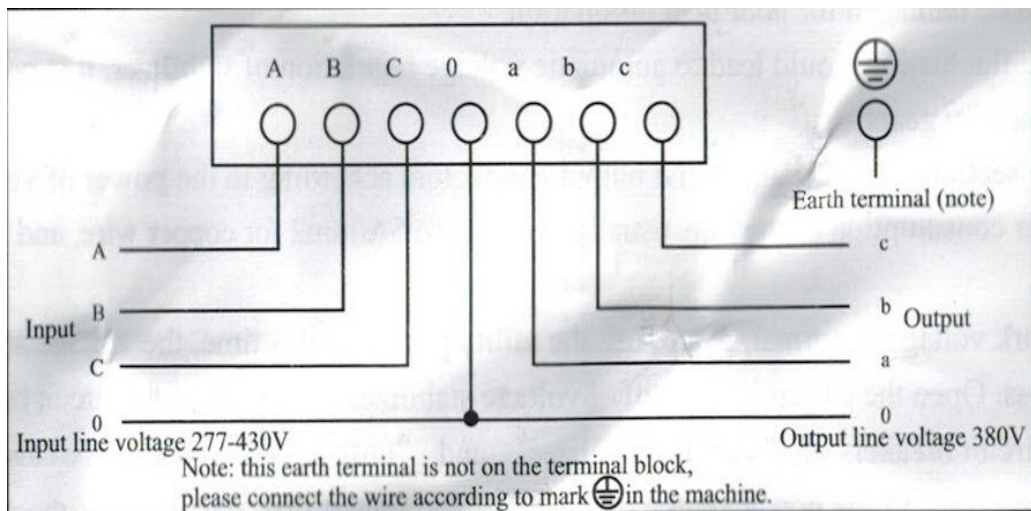 A B C 0 a b c
Earth terminal (note)
A
c
B
b
Input
Output
C
a
0
0
Input line voltage 277-430V
Output line voltage 380V
Note: this earth terminal is not on the terminal block,
please connect the wire according to mark in the machine.